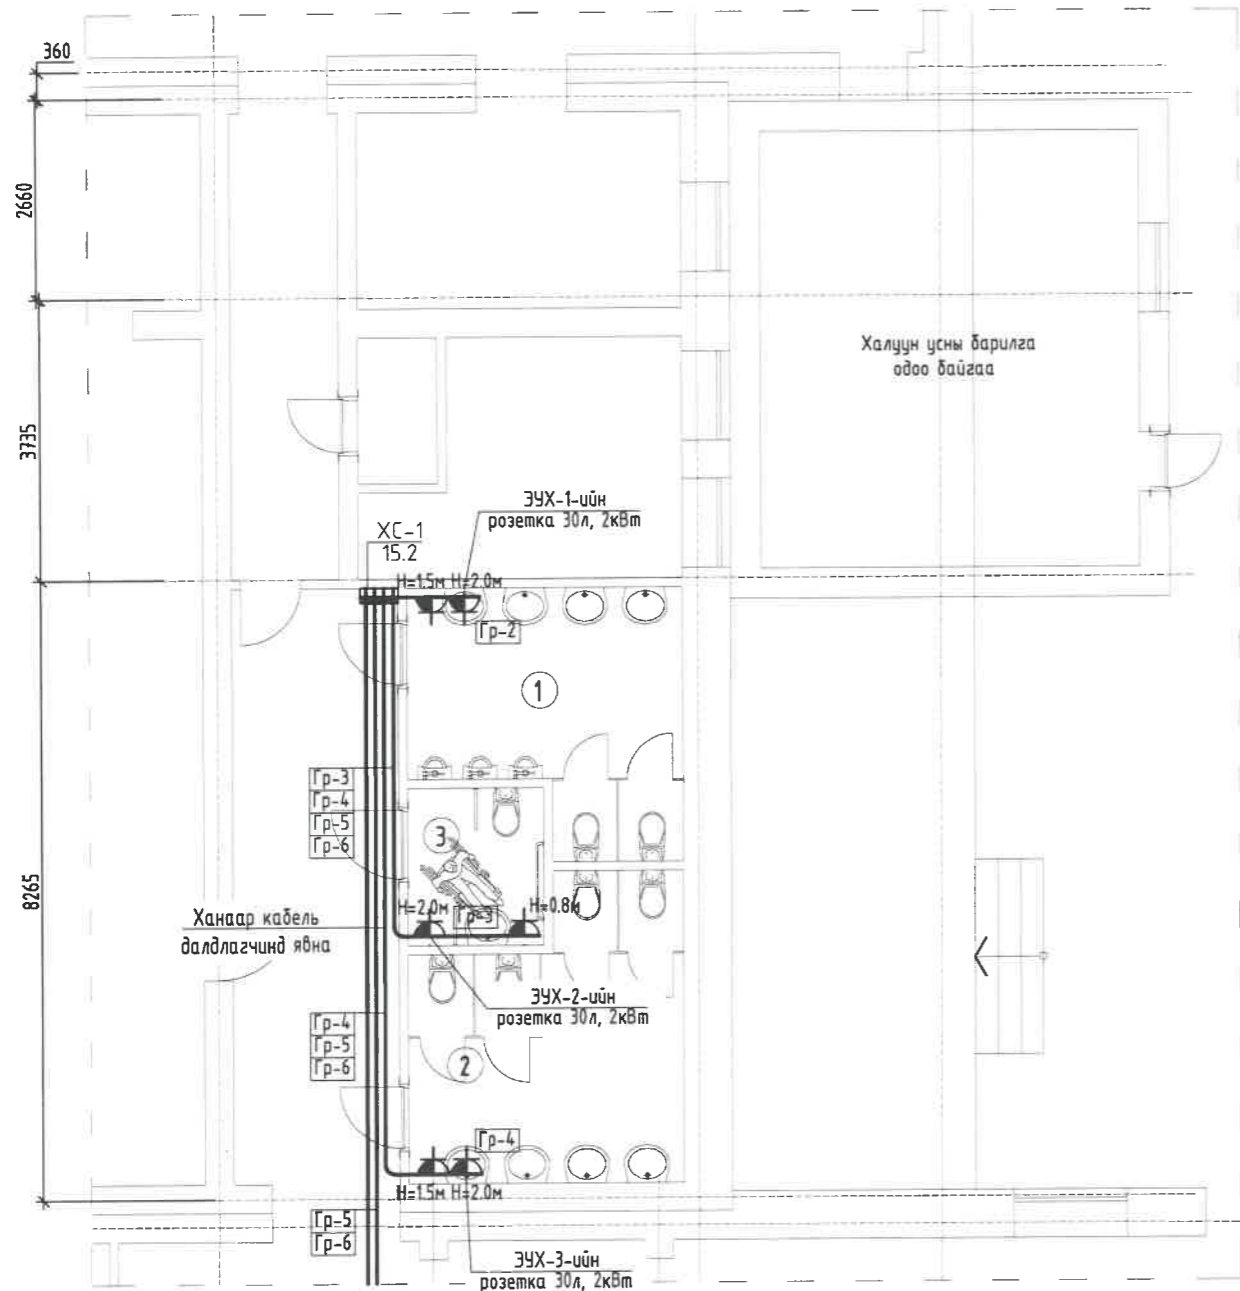 360
2660
Халуун усны барилга
одоо байгаа
3735
ЭУХ-1-ийн
розетка 30л, 2кВт
ХС-1
15.2
H=1.5м H=2.0м
Гр-2
1
Гр-3
Гр-4
Гр-5
Гр-6
3
8265
H=2.0м
Гр-3
H=0.8м
Ханаар кабель
далдлагчинд явна
ЭУХ-2-ийн
розетка 30л, 2кВт
Гр-4
Гр-5
Гр-6
2
Гр-4
H=1.5м H=2.0м
Гр-5
Гр-6
ЭУХ-3-ийн
розетка 30л, 2кВт